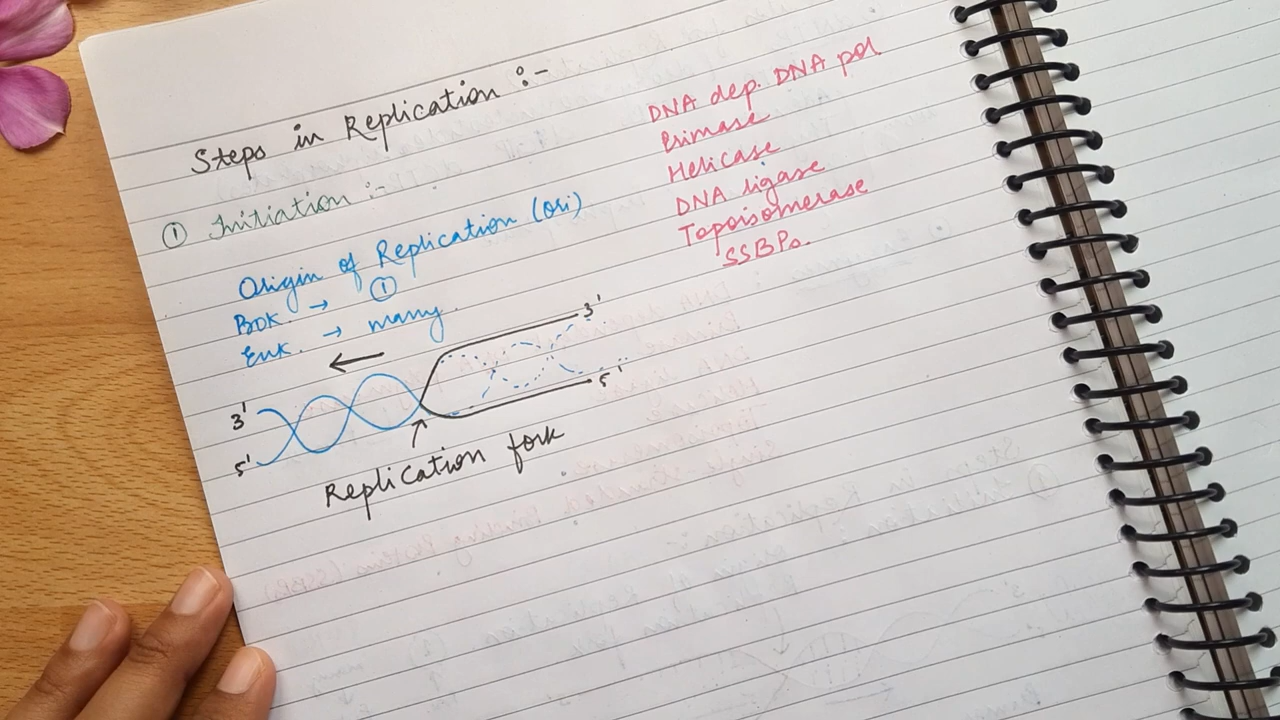 Steps in Replication :-
① Initiation :-
Origin of Replication (ori)
Prok. → ①
Euk. → many.
3'
5'
3'
5'
Replication fork
DNA dep. DNA pol
Primase
Helicase
DNA ligase
Topoisomerase
SSBPs.